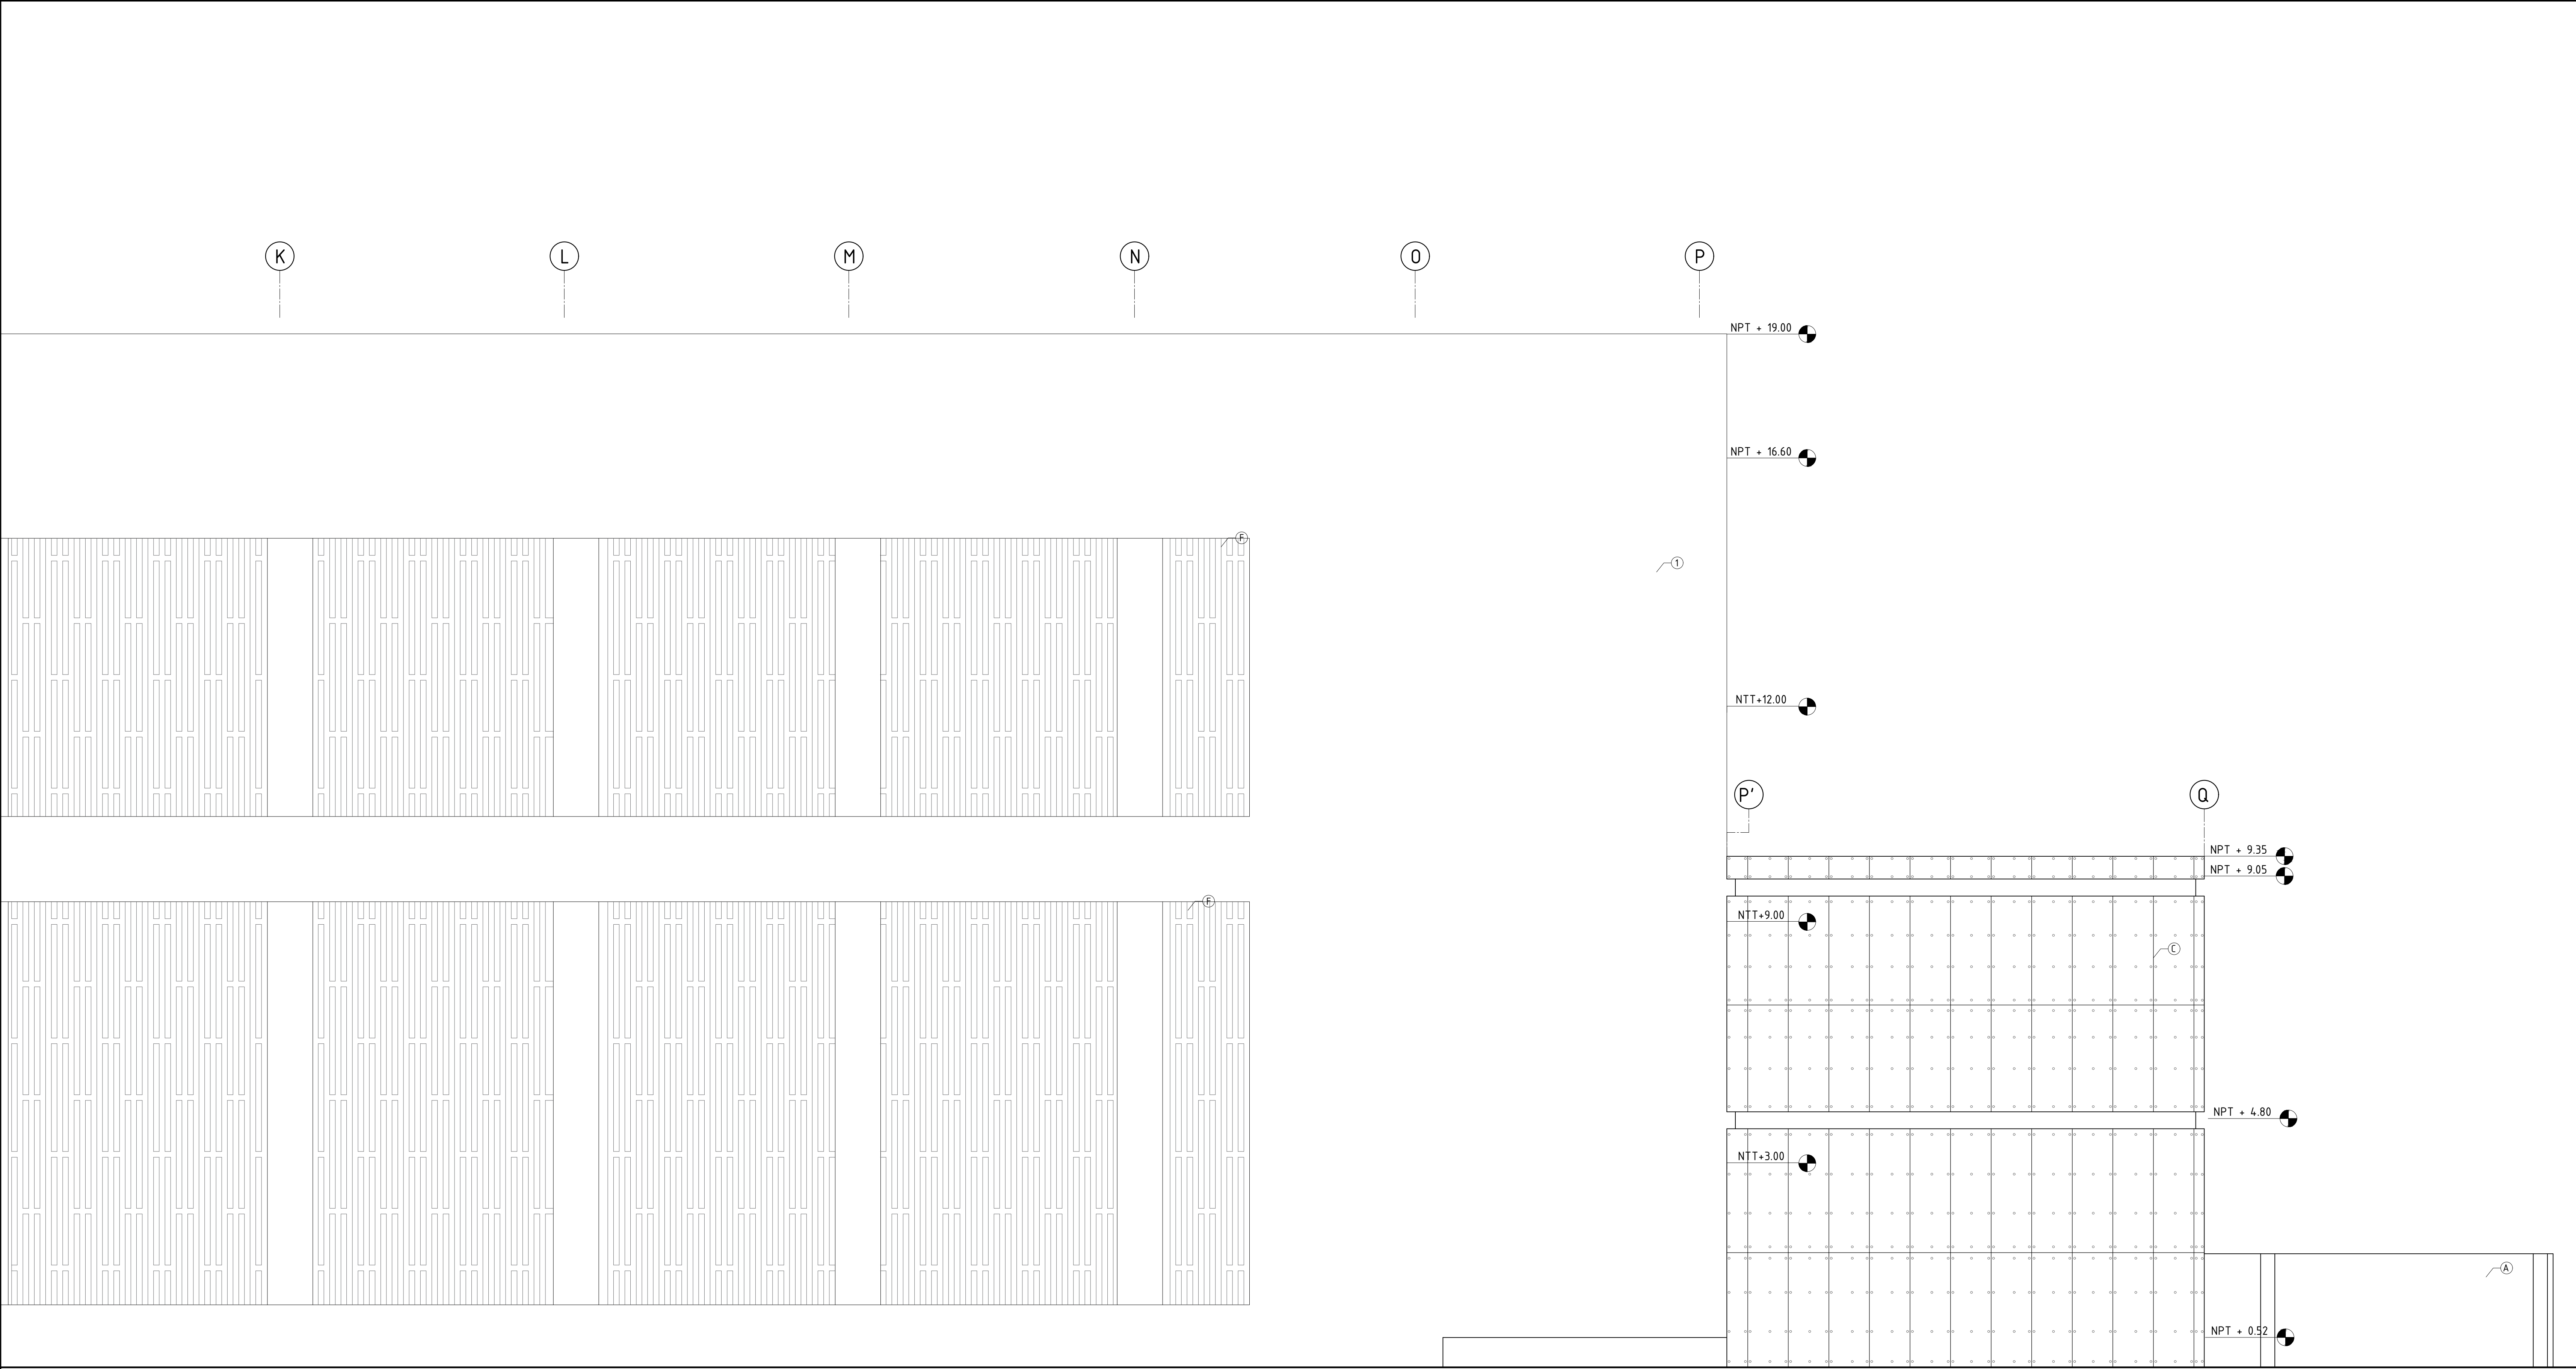 K L M N O P
NPT + 19.00
NPT + 16.60
F
1
NTT+12.00
P' Q
NPT + 9.35
NPT + 9.05
F
NTT+9.00
C
NPT + 4.80
NTT+3.00
A
NPT + 0.52